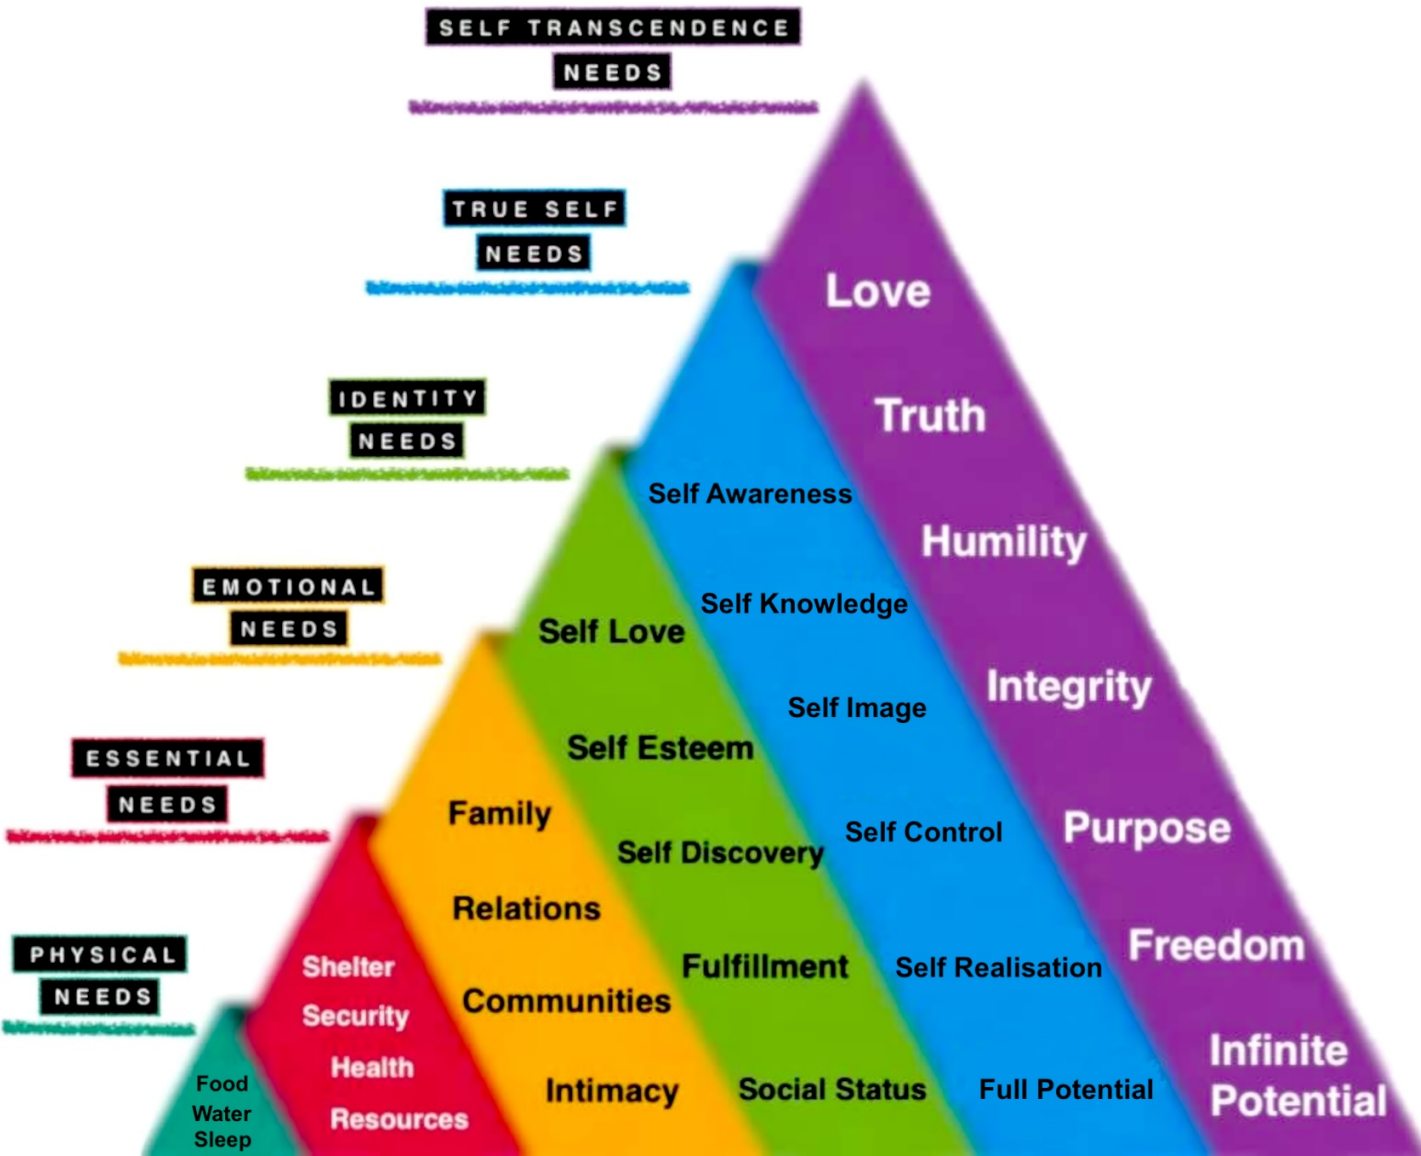 SELF TRANSCENDENCE
NEEDS
TRUE SELF
NEEDS
IDENTITY
NEEDS
EMOTIONAL
NEEDS
ESSENTIAL
NEEDS
PHYSICAL
NEEDS
Food
Water
Sleep
Shelter
Security
Health
Resources
Family
Relations
Communities
Intimacy
Self Love
Self Esteem
Self Discovery
Fulfillment
Social Status
Self Awareness
Self Knowledge
Self Image
Self Control
Self Realisation
Full Potential
Love
Truth
Humility
Integrity
Purpose
Freedom
Infinite
Potential